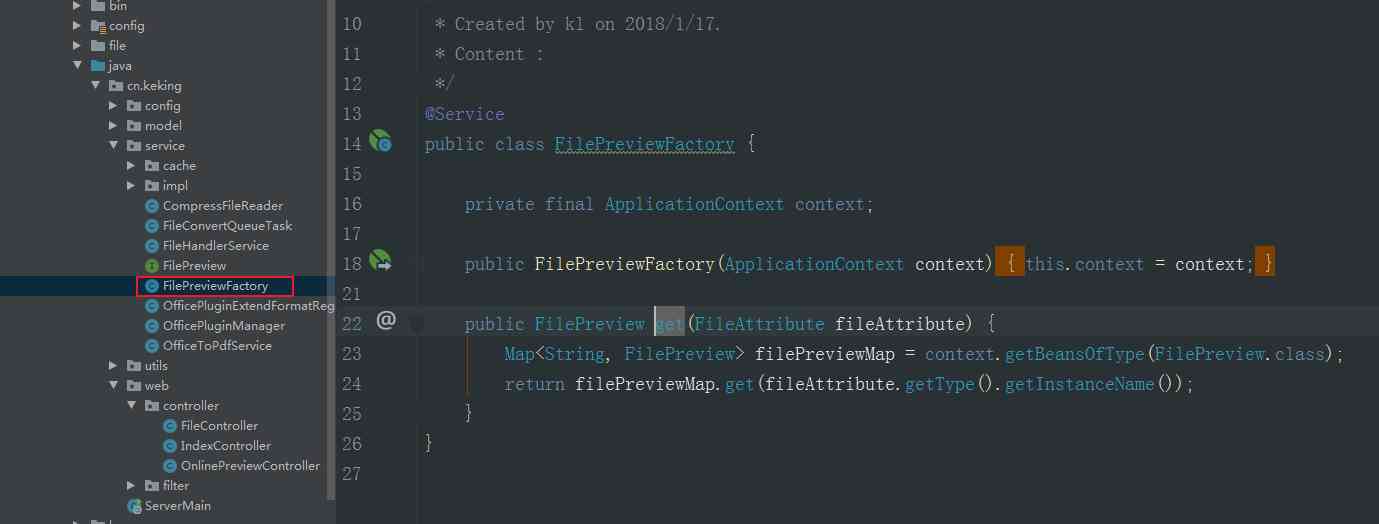 bin
config
file
java
cn.keking
config
model
service
cache
impl
CompressFileReader
FileConvertQueueTask
FileHandlerService
FilePreview
FilePreviewFactory
OfficePluginExtendFormatReg
OfficePluginManager
OfficeToPdfService
utils
web
controller
FileController
IndexController
OnlinePreviewController
filter
ServerMain
10 * Created by kl on 2018/1/17.
11 * Content :
12 */
13 @Service
14 public class FilePreviewFactory {
15
16 private final ApplicationContext context;
17
18 public FilePreviewFactory(ApplicationContext context) { this.context = context; }
21
22 @ public FilePreview get(FileAttribute fileAttribute) {
23 Map<String, FilePreview> filePreviewMap = context.getBeansOfType(FilePreview.class);
24 return filePreviewMap.get(fileAttribute.getType().getInstanceName());
25 }
26 }
27